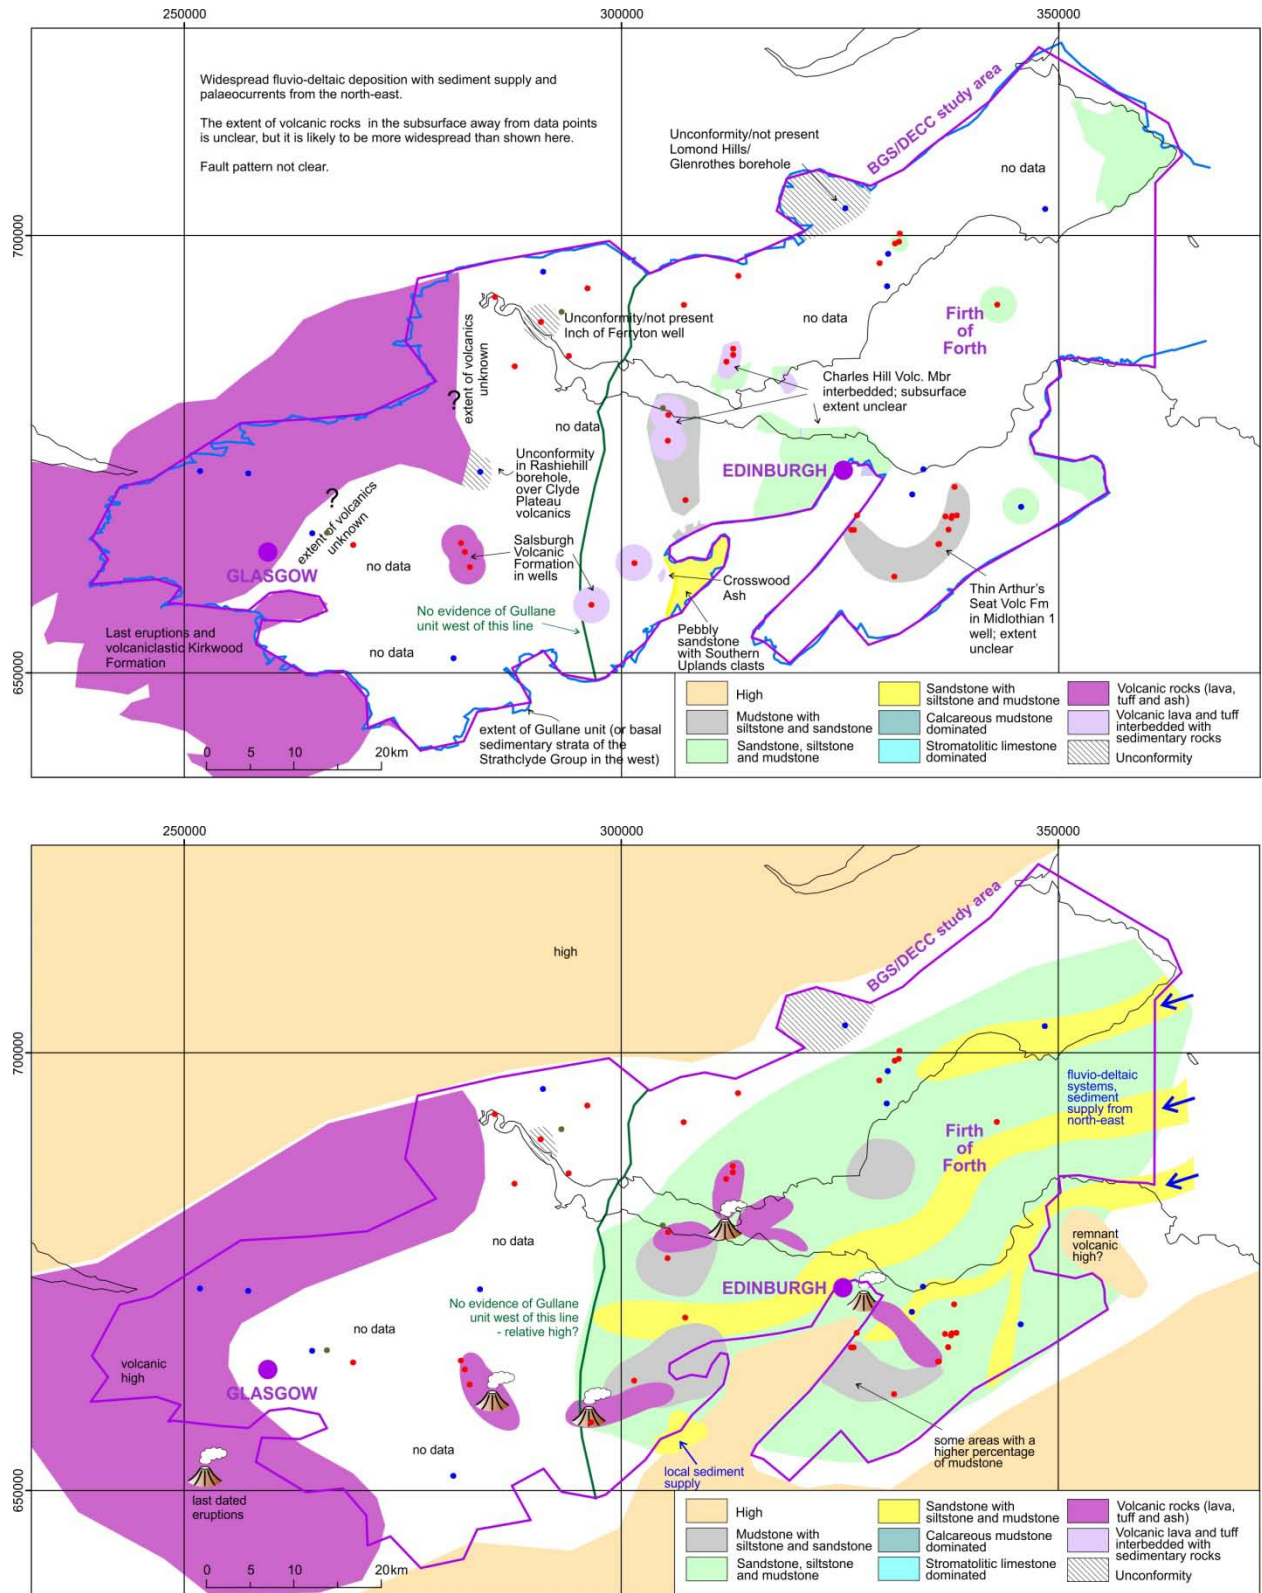 250000
300000
350000
Widespread fluvio-deltaic deposition with sediment supply and
palaeocurrents from the north-east.
The extent of volcanic rocks in the subsurface away from data points
is unclear, but it is likely to be more widespread than shown here.
Fault pattern not clear.
Unconformity/not present
Lomond Hills/
Glenrothes borehole
BGS/DECC study area
no data
700000
Unconformity/not present
Inch of Ferryton well
no data
Firth
of
Forth
extent of volcanics
unknown
?
Charles Hill Volc. Mbr
interbedded; subsurface
extent unclear
no data
EDINBURGH
Unconformity
in Rashiehill
borehole,
over Clyde
Plateau
volcanics
?
extent of volcanics
unknown
Salsburgh
Volcanic
Formation
in wells
GLASGOW
no data
Crosswood
Ash
Thin Arthur's
Seat Volc Fm
in Midlothian 1
well; extent
unclear
No evidence of Gullane
unit west of this line
Last eruptions and
volcaniclastic Kirkwood
Formation
no data
Pebbly
sandstone
with Southern
Uplands clasts
650000
extent of Gullane unit (or basal
sedimentary strata of the
Strathclyde Group in the west)
0 5 10 20km
High
Mudstone with
siltstone and sandstone
Sandstone, siltstone
and mudstone
Sandstone with
siltstone and mudstone
Calcareous mudstone
dominated
Stromatolitic limestone
dominated
Volcanic rocks (lava,
tuff and ash)
Volcanic lava and tuff
interbedded with
sedimentary rocks
Unconformity
250000
300000
350000
high
BGS/DECC study area
700000
fluvio-deltaic
systems,
sediment
supply from
north-east
Firth
of
Forth
no data
remnant
volcanic
high?
EDINBURGH
No evidence of Gullane
unit west of this line
- relative high?
no data
volcanic
high
GLASGOW
no data
some areas with a
higher percentage
of mudstone
local sediment
supply
650000
last dated
eruptions
0 5 10 20km
High
Mudstone with
siltstone and sandstone
Sandstone, siltstone
and mudstone
Sandstone with
siltstone and mudstone
Calcareous mudstone
dominated
Stromatolitic limestone
dominated
Volcanic rocks (lava,
tuff and ash)
Volcanic lava and tuff
interbedded with
sedimentary rocks
Unconformity